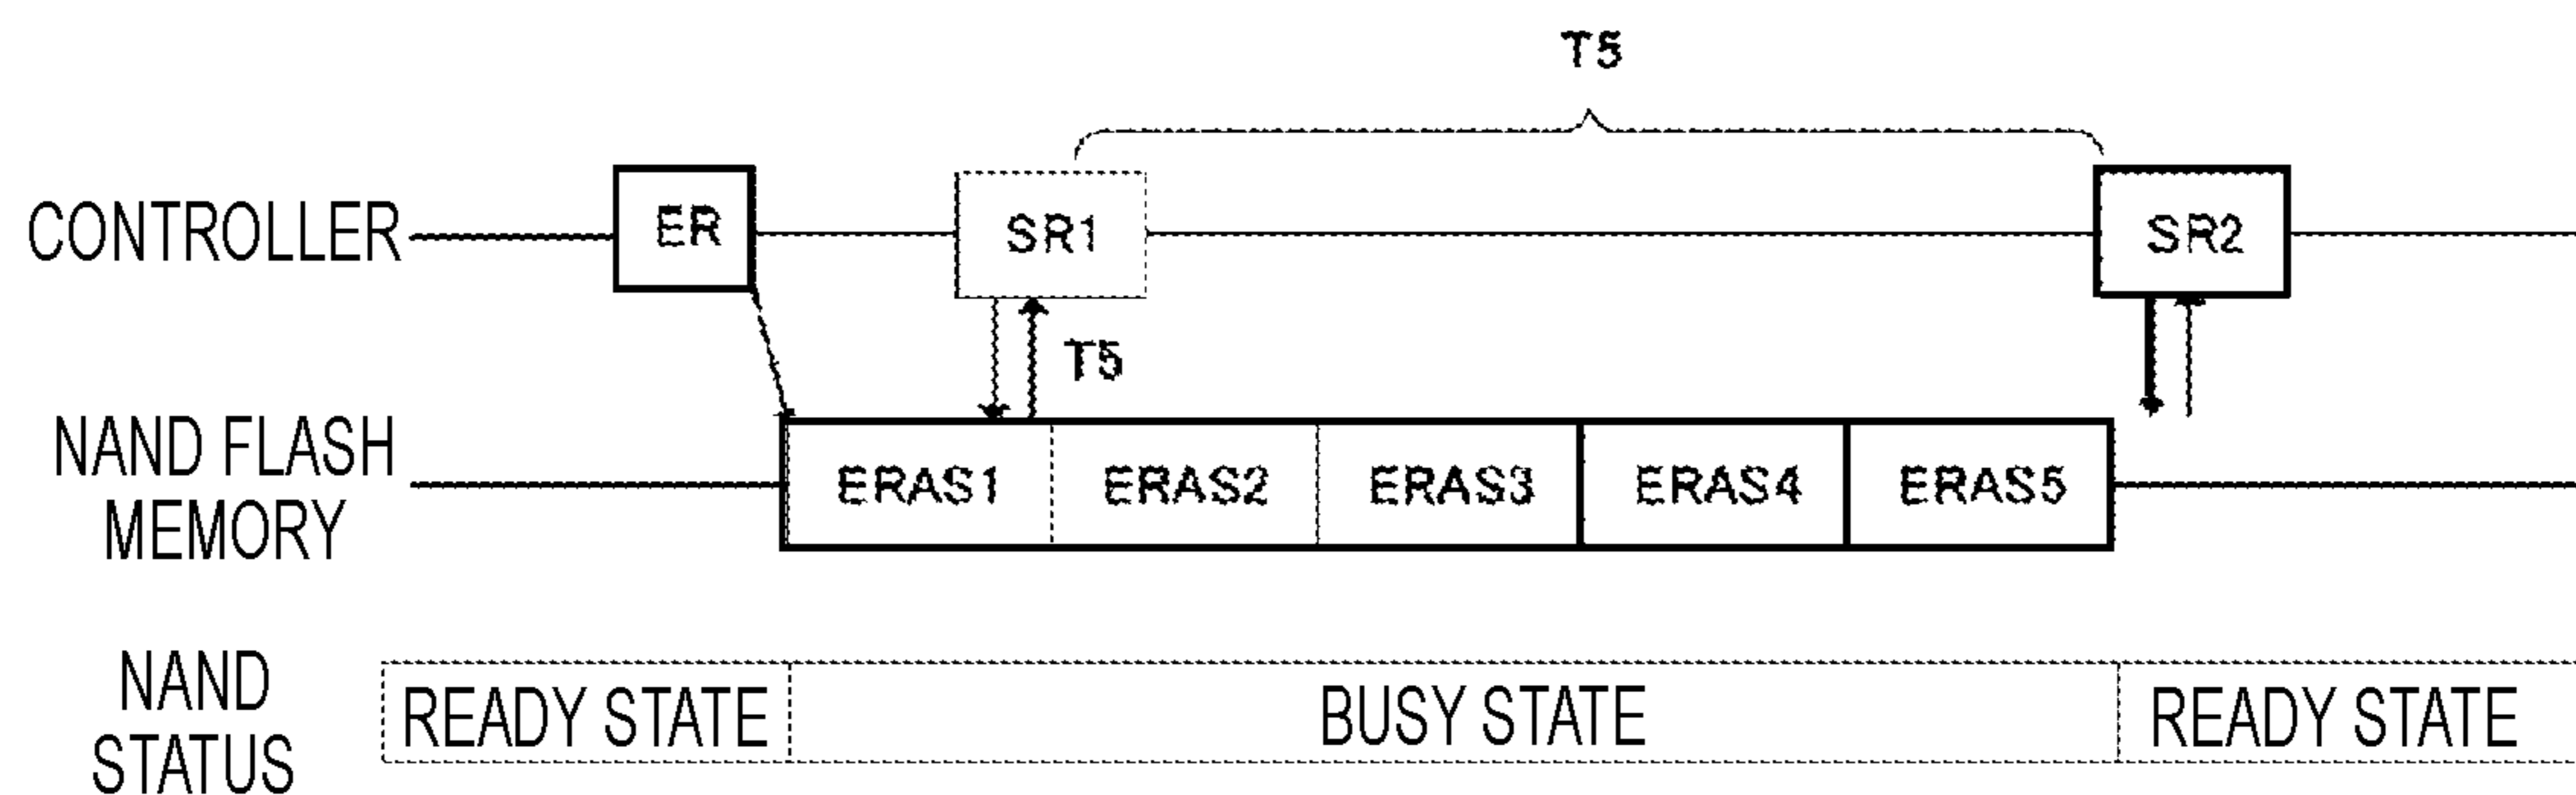 T5
CONTROLLER
ER
SR1
SR2
T5
NAND FLASH
MEMORY
ERAS1
ERAS2
ERAS3
ERAS4
ERAS5
NAND
STATUS
READY STATE
BUSY STATE
READY STATE